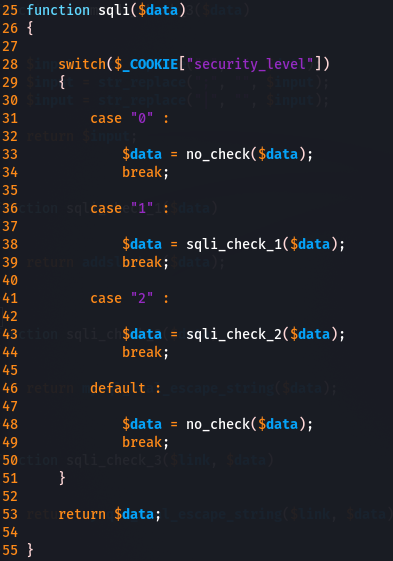 25 function sqli($data)
26 {
27
28     switch($_COOKIE["security_level"])
29     {
30
31         case "0" :
32
33             $data = no_check($data);
34             break;
35
36         case "1" :
37
38             $data = sqli_check_1($data);
39             break;
40
41         case "2" :
42
43             $data = sqli_check_2($data);
44             break;
45
46         default :
47
48             $data = no_check($data);
49             break;
50
51     }
52
53     return $data;
54
55 }